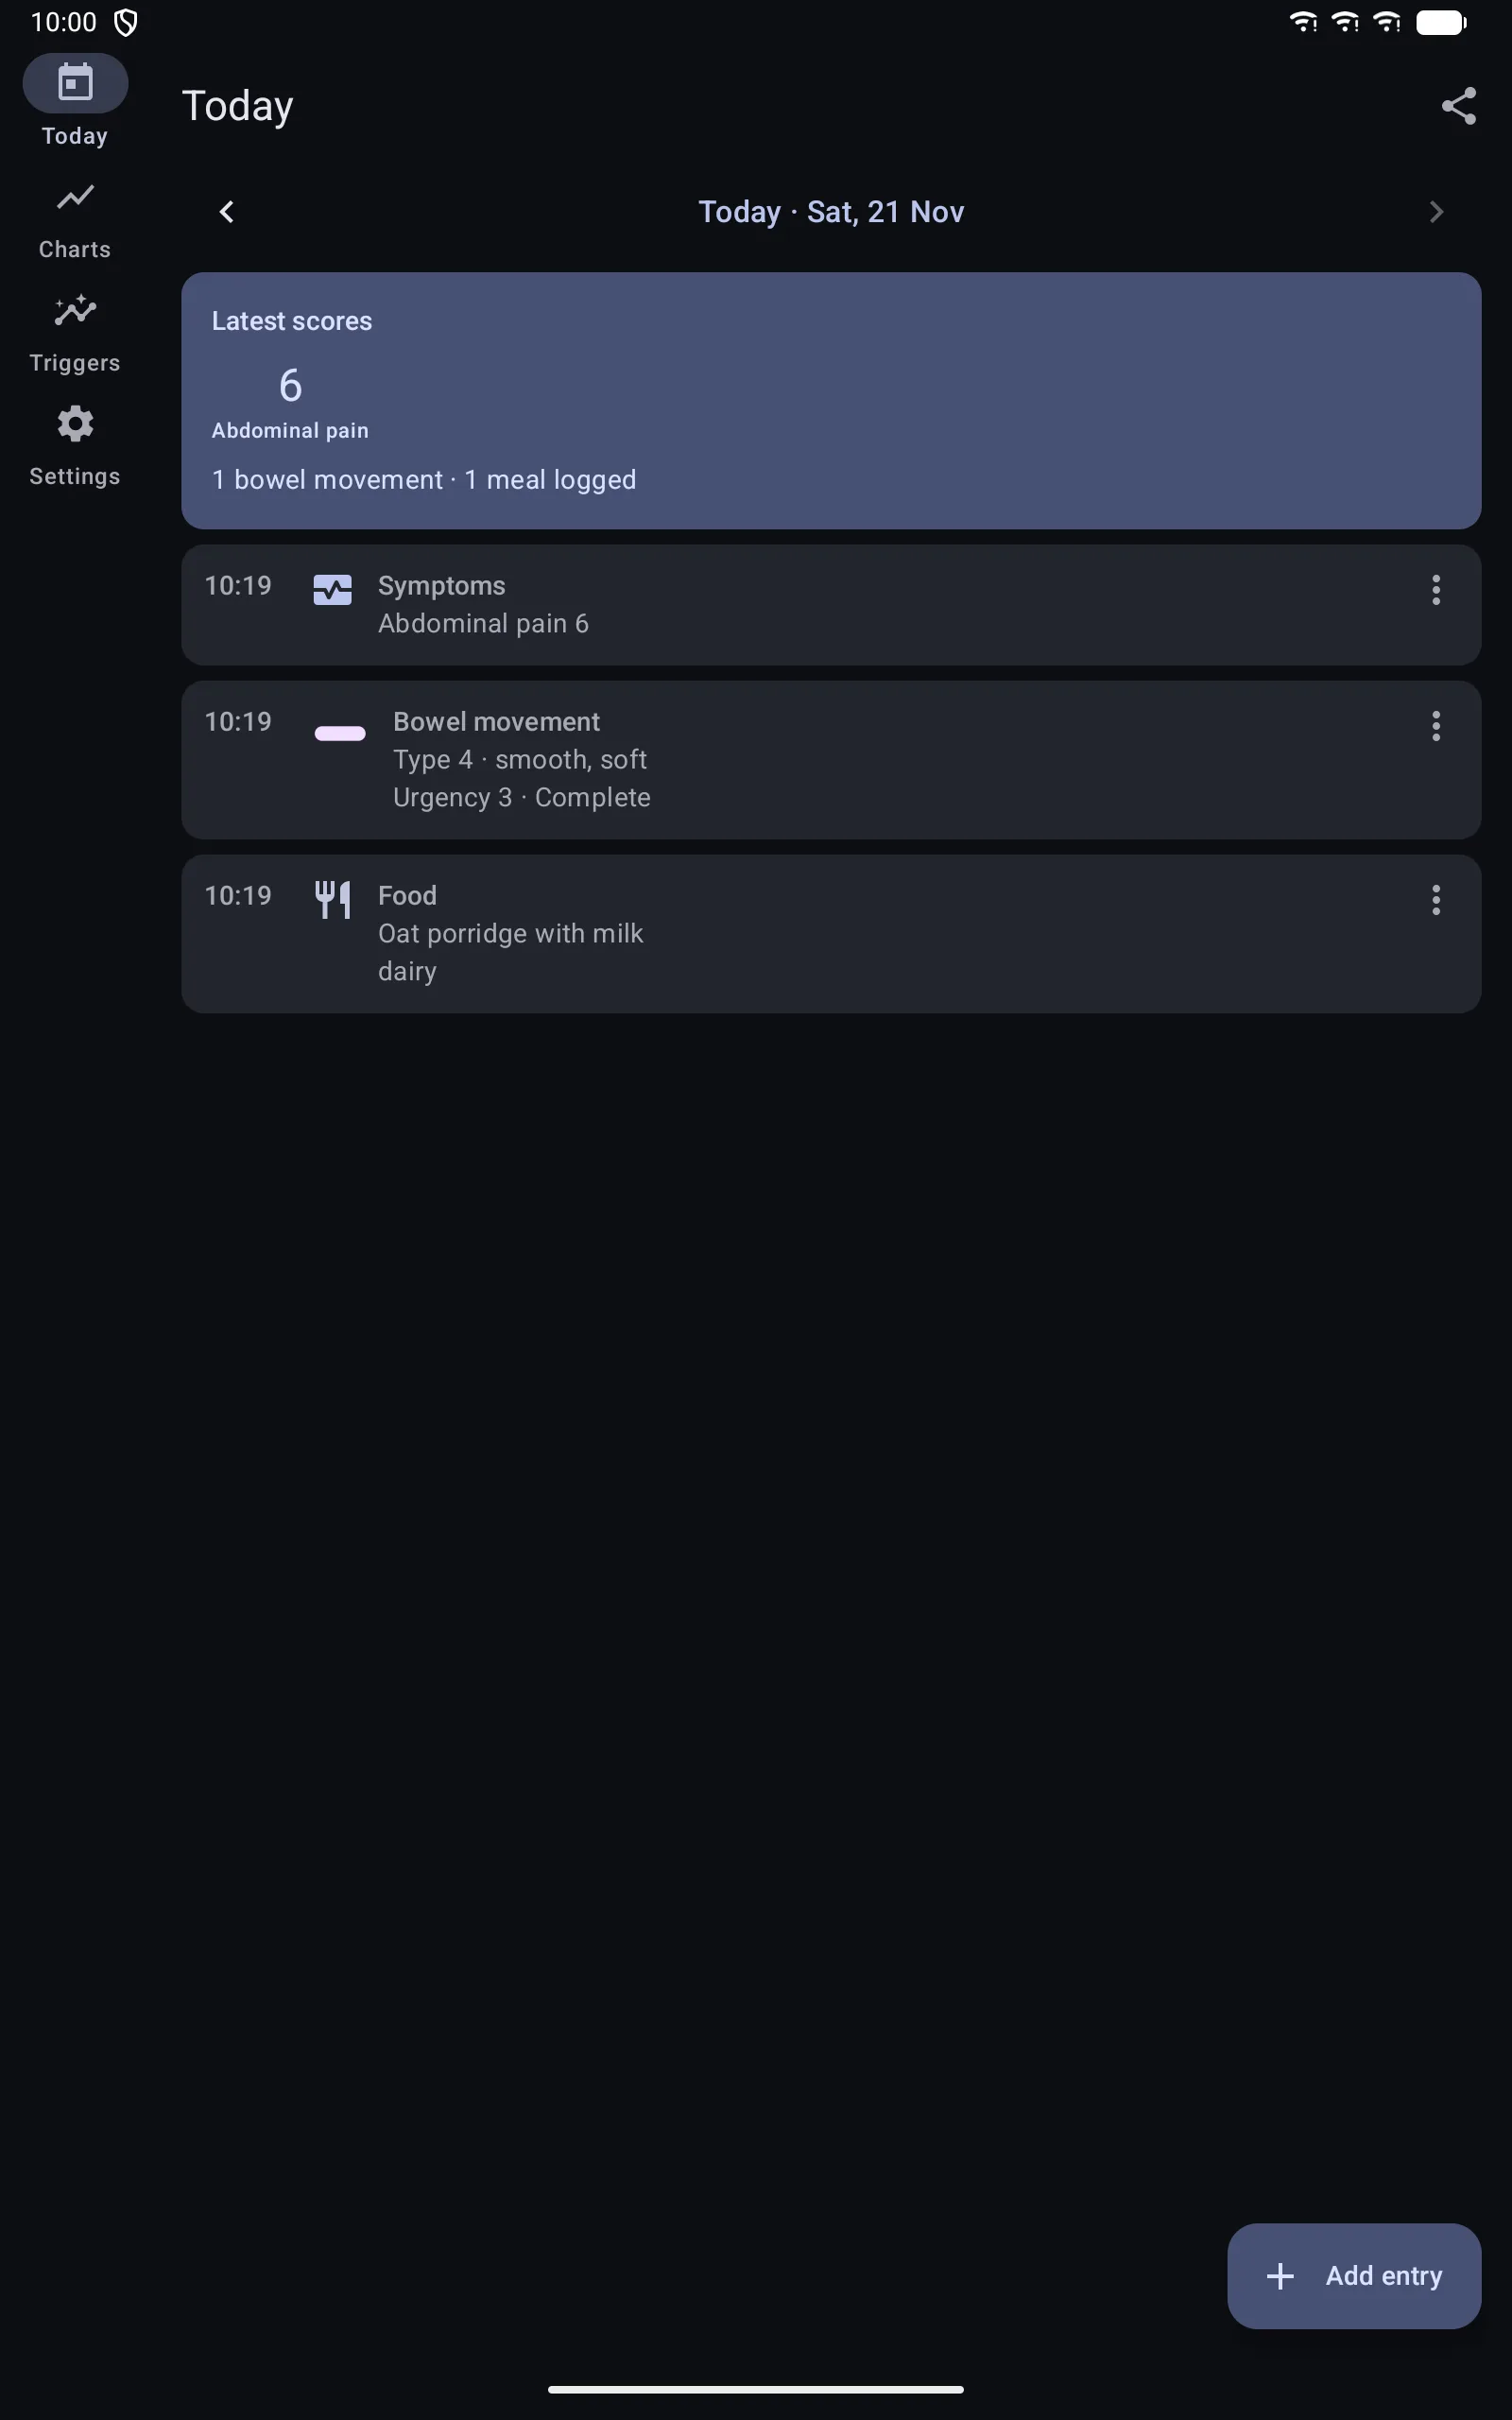 10:00
Today
Today
Charts
Triggers
Settings
Today · Sat, 21 Nov
Latest scores
6
Abdominal pain
1 bowel movement · 1 meal logged
10:19
Symptoms
Abdominal pain 6
10:19
Bowel movement
Type 4 · smooth, soft
Urgency 3 · Complete
10:19
Food
Oat porridge with milk
dairy
Add entry